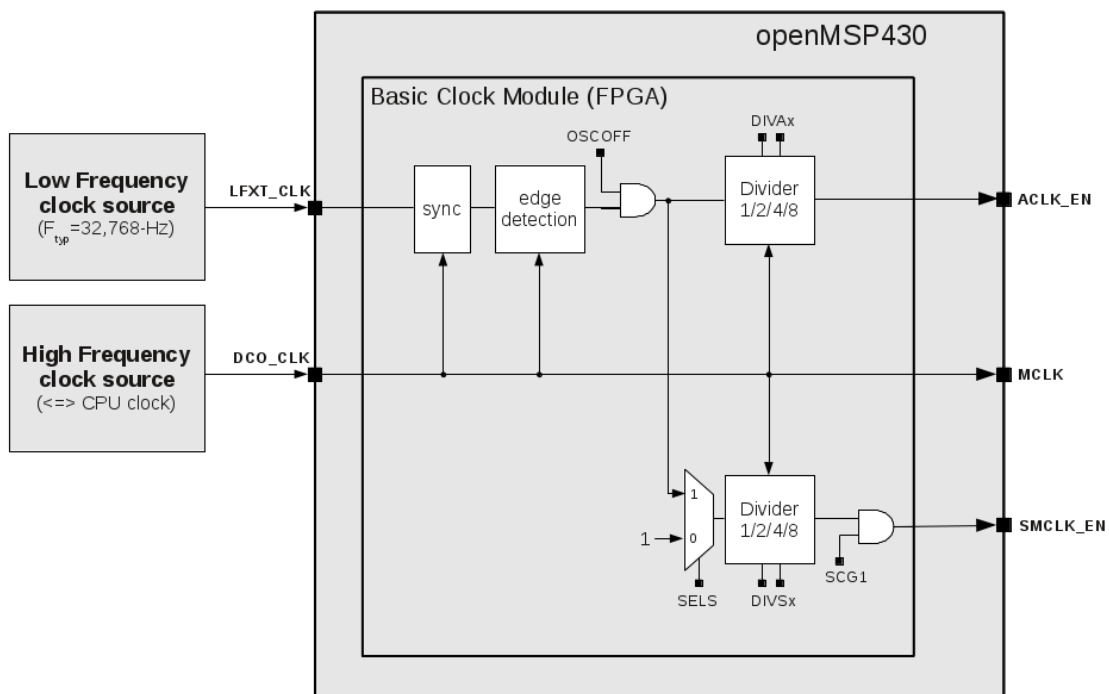 openMSP430
Basic Clock Module (FPGA)
Low Frequency
clock source
(Ftyp=32,768-Hz)
LFXT_CLK
sync
edge
detection
OSCOFF
DIVAx
Divider
1/2/4/8
ACLK_EN
High Frequency
clock source
(<=> CPU clock)
DCO_CLK
MCLK
1
0
1
SELS
Divider
1/2/4/8
DIVSx
SCG1
SMCLK_EN